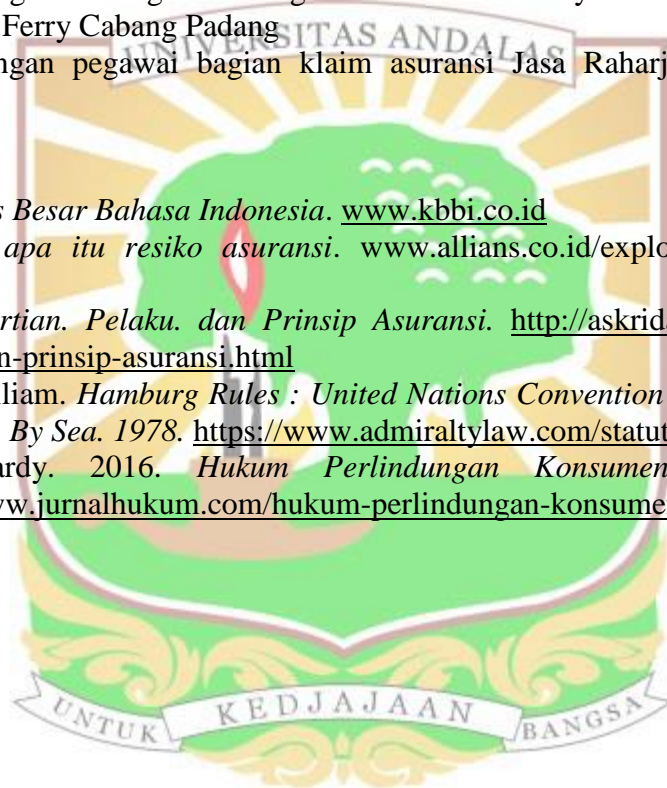 Ferry Cabang Padang
UNIVERSITAS ANDALAS
ngan pegawai bagian klaim asuransi Jasa Raharj
s Besar Bahasa Indonesia. www.kbbi.co.id
apa itu resiko asuransi. www.allians.co.id/explo
rtian. Pelaku. dan Prinsip Asuransi. http://askrida
n-prinsip-asuransi.html
lliam. Hamburg Rules : United Nations Convention
By Sea. 1978. https://www.admiraltylaw.com/statut
ardy. 2016. Hukum Perlindungan Konsumen
ww.jurnalhukum.com/hukum-perlindungan-konsume
UNTUK KEDJAJAAN BANGSA